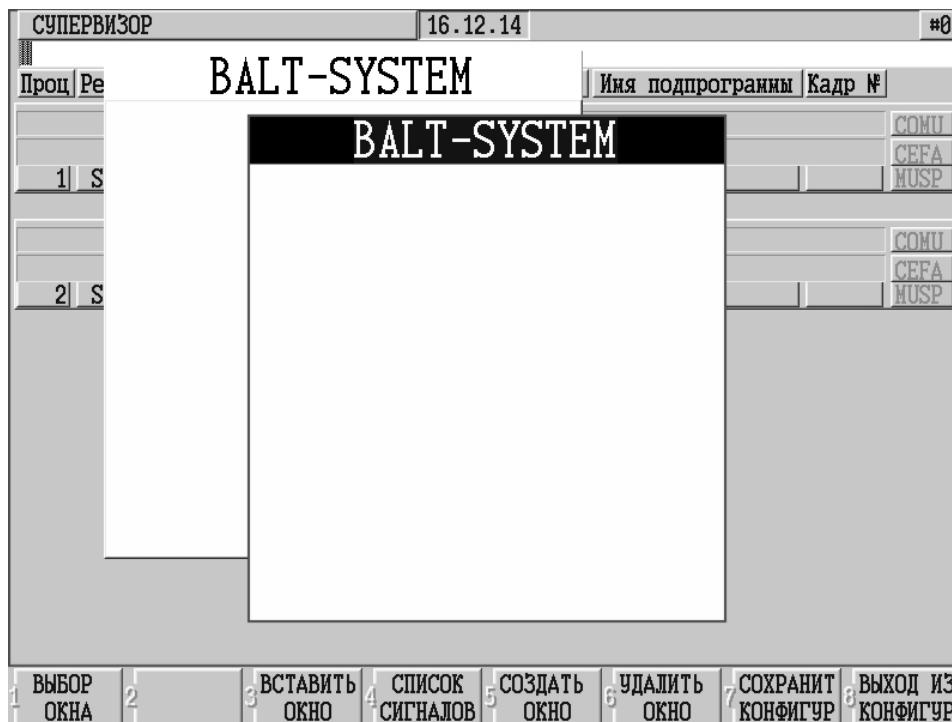 СУПЕРВИЗОР 16.12.14 #0
Проц Ре BALT-SYSTEM Имя подпрограммы Кадр №
BALT-SYSTEM
COMU
CEFA
1 S MUSP
COMU
CEFA
2 S MUSP
1 ВЫБОР ОКНА
2
3 ВСТАВИТЬ ОКНО
4 СПИСОК СИГНАЛОВ
5 СОЗДАТЬ ОКНО
6 УДАЛИТЬ ОКНО
7 СОХРАНИТ КОНФИГУР
8 ВЫХОД ИЗ КОНФИГУР